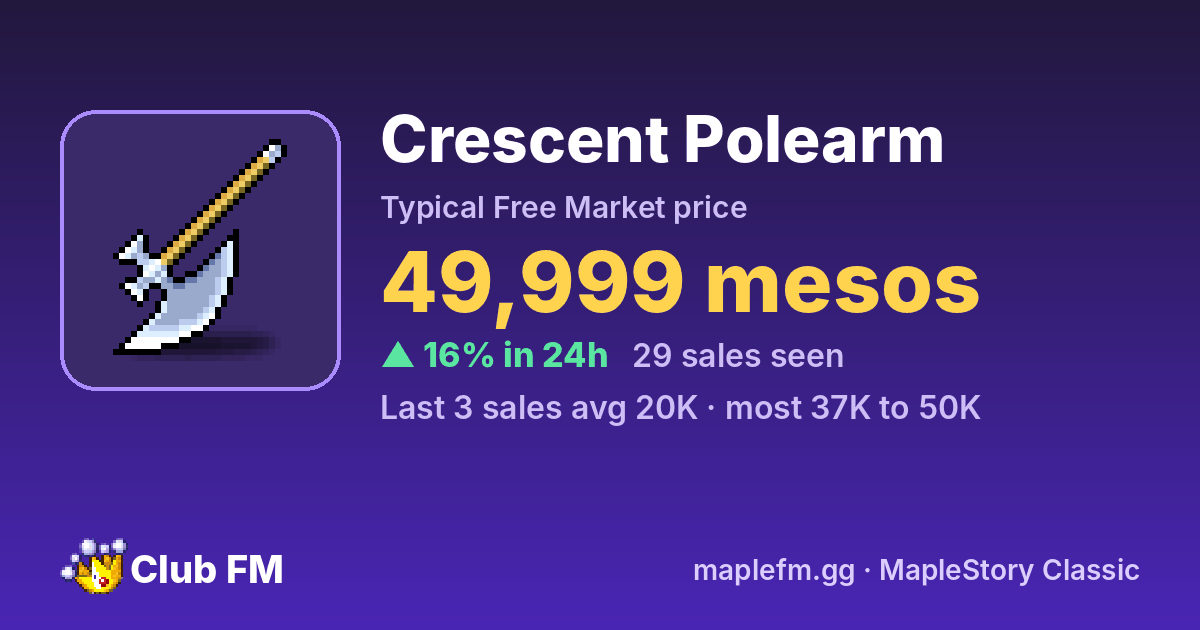 Crescent Polearm
Typical Free Market price
49,999 mesos
▲ 16% in 24h 29 sales seen
Last 3 sales avg 20K · most 37K to 50K
Club FM
maplefm.gg · MapleStory Classic